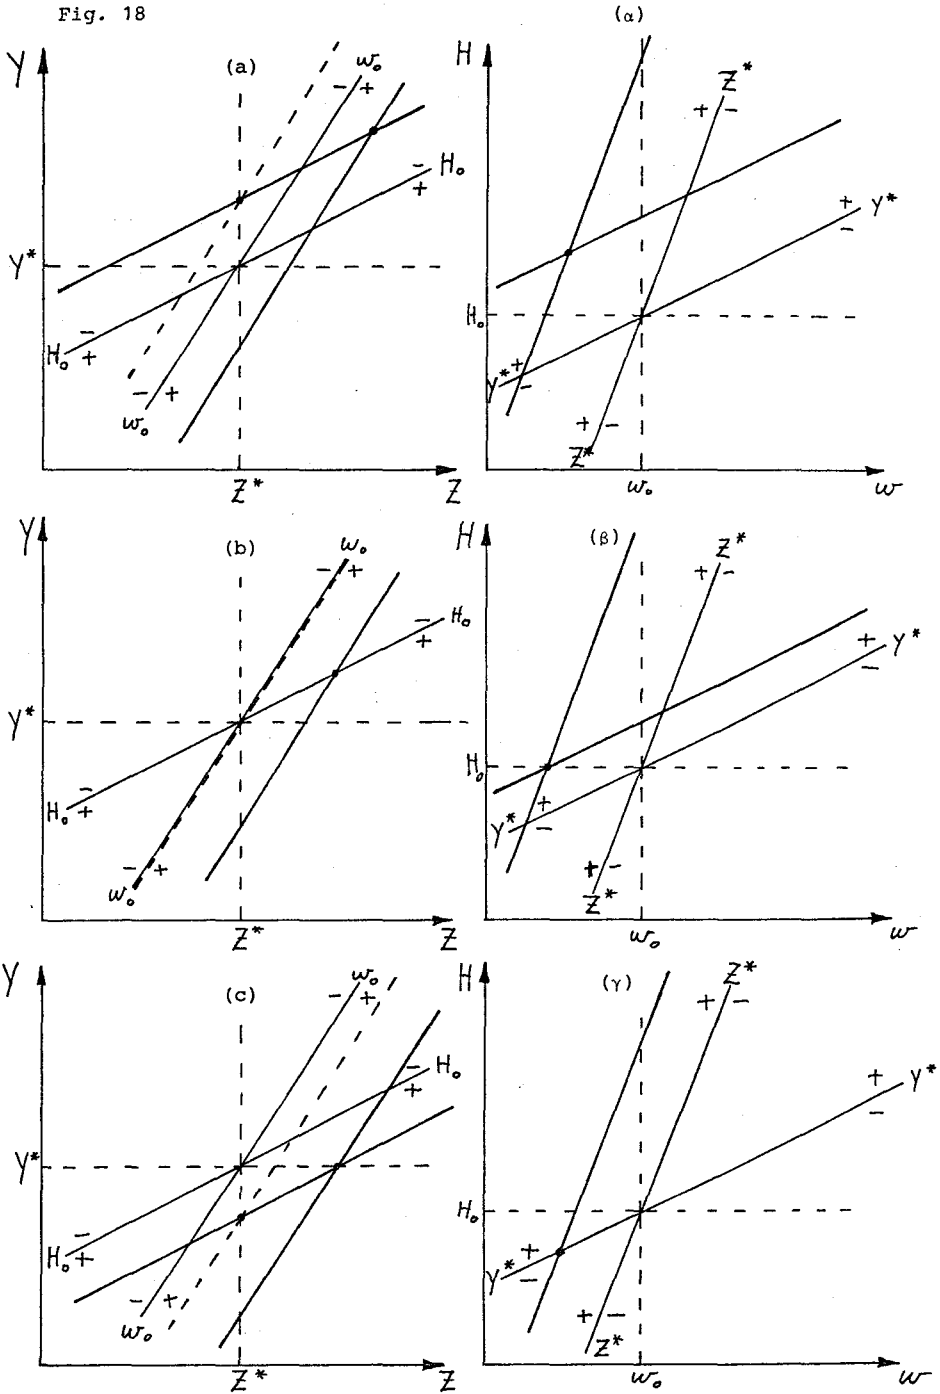 Fig. 18
(α)
Y
(a)
w₀
- +
H
Z*
+ -
- +
H₀
+ -
Y*
Y*
H₀
H₀ - +
Y* + -
- +
w₀
+ -
Z*
Z*
Z
w₀
w
Y
(b)
w₀
- +
H
(β)
Z*
+ -
- +
H₀
+ -
Y*
Y*
H₀
H₀ - +
Y* + -
- +
w₀
+ -
Z*
Z*
Z
w₀
w
Y
(c)
w₀
- +
H
(γ)
Z*
+ -
- +
H₀
+ -
Y*
Y*
H₀
H₀ - +
Y* + -
- +
w₀
+ -
Z*
Z*
Z
w₀
w